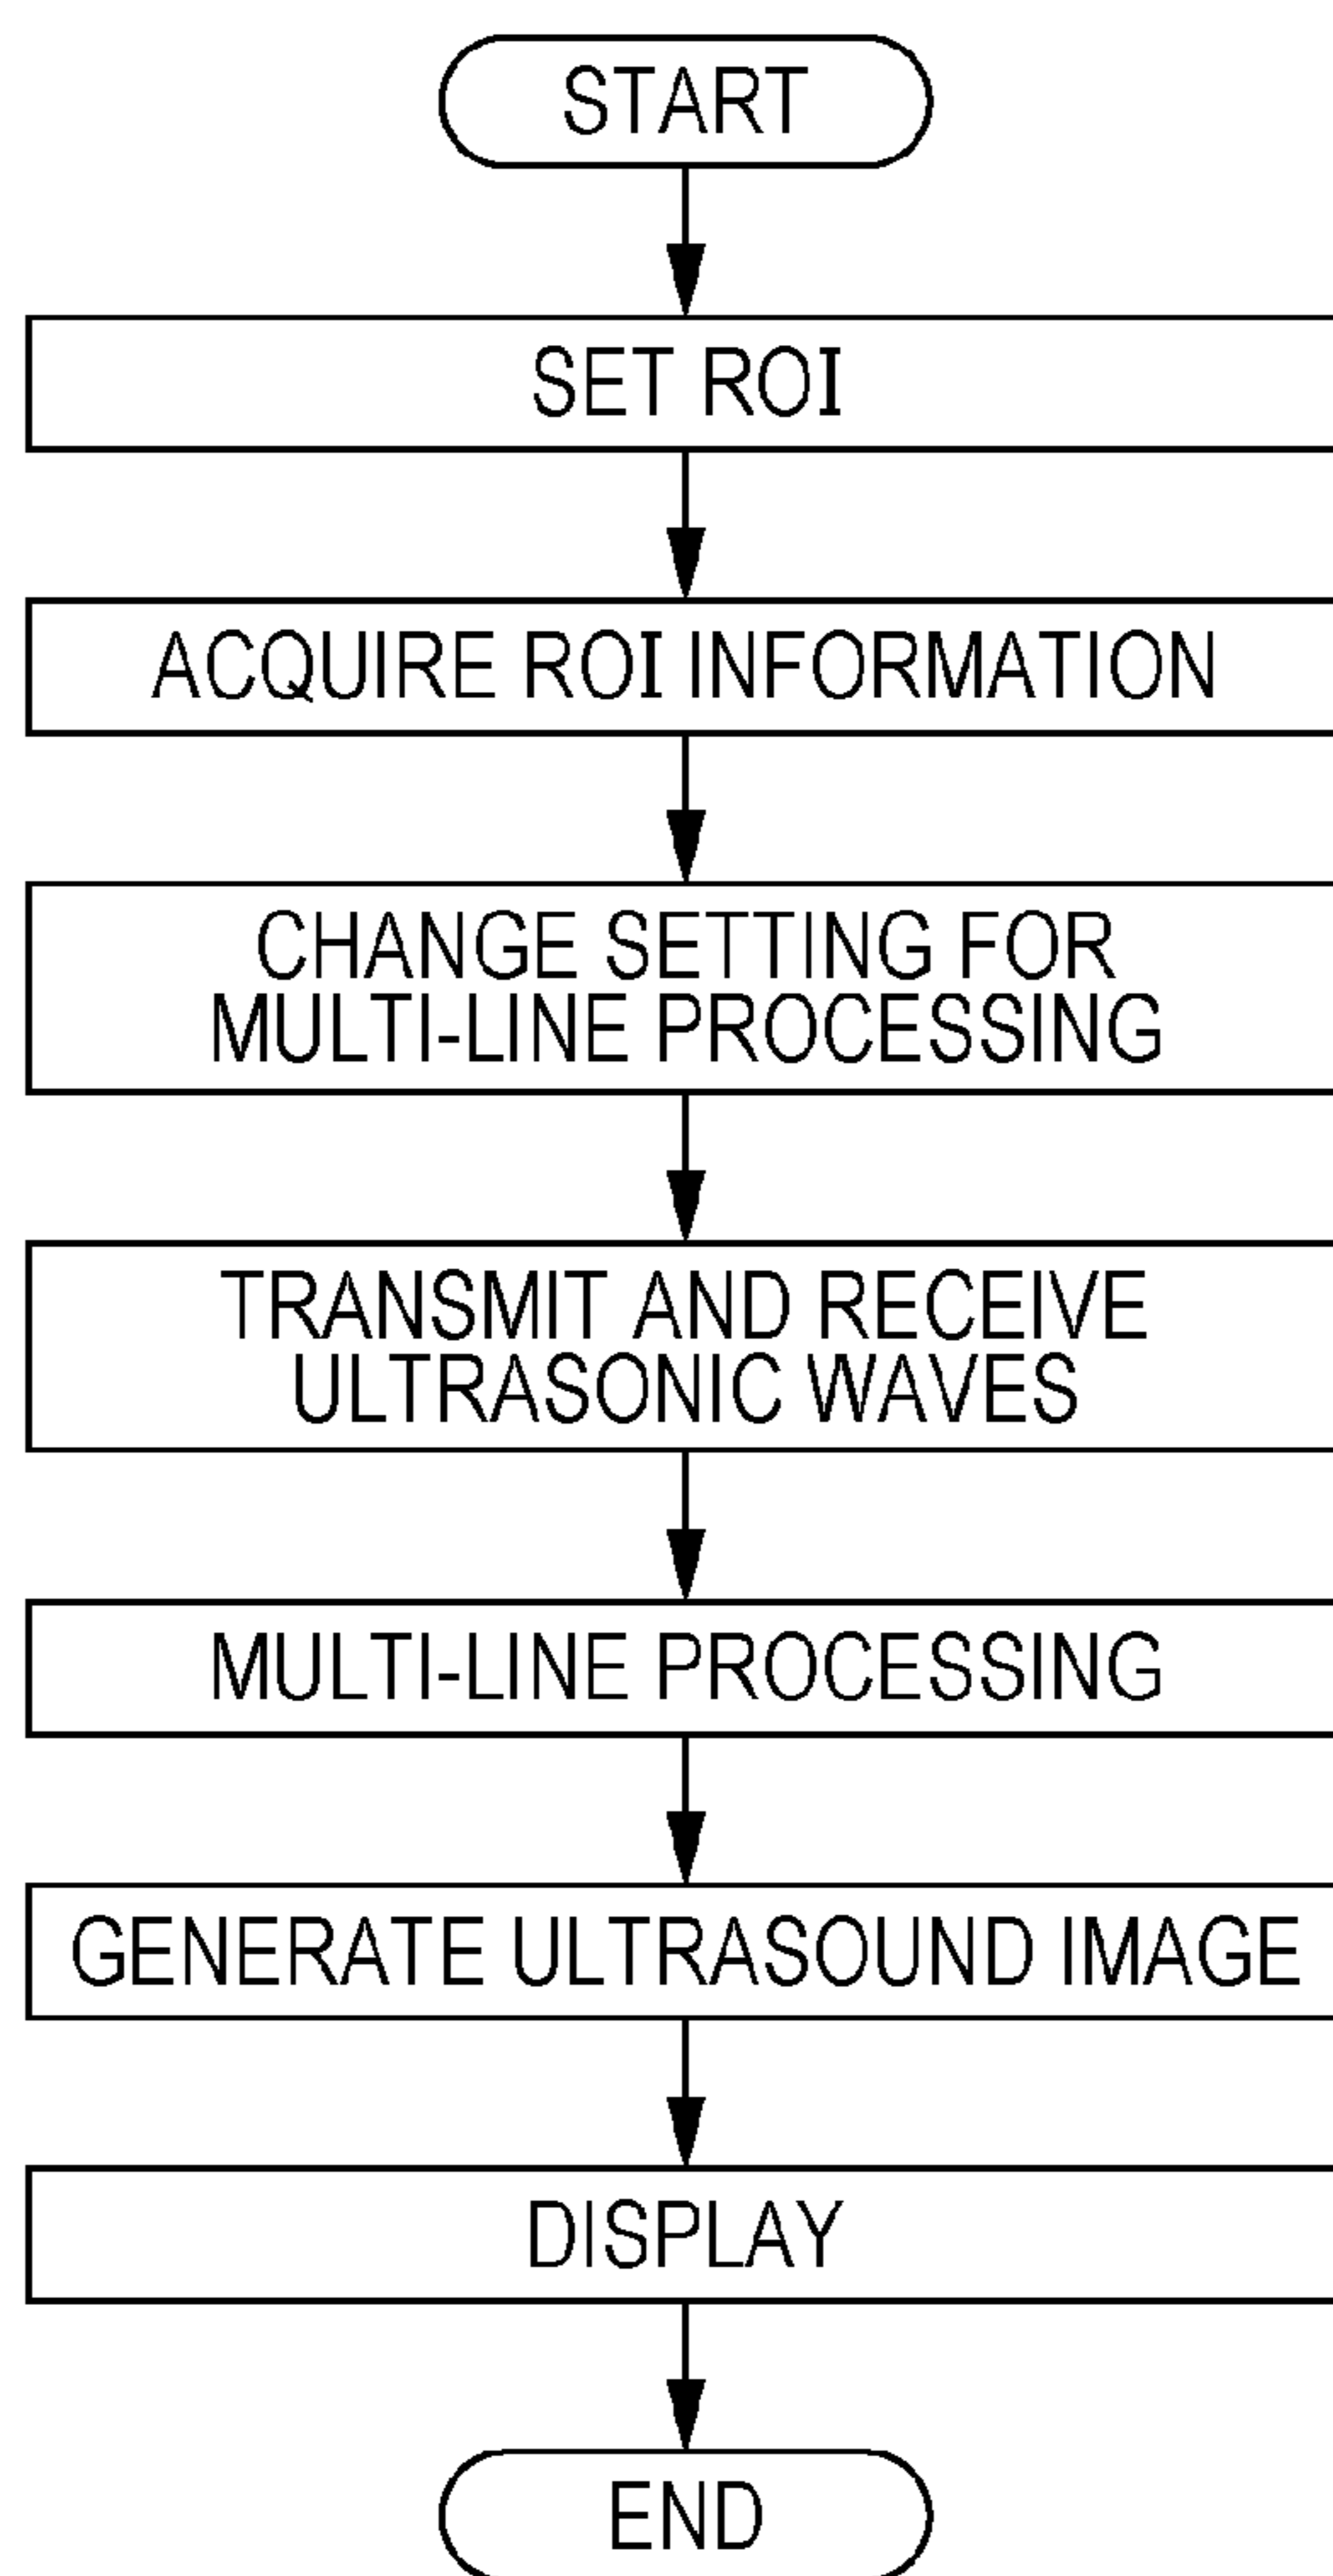 START
SET ROI
ACQUIRE ROI INFORMATION
CHANGE SETTING FOR
MULTI-LINE PROCESSING
TRANSMIT AND RECEIVE
ULTRASONIC WAVES
MULTI-LINE PROCESSING
GENERATE ULTRASOUND IMAGE
DISPLAY
END